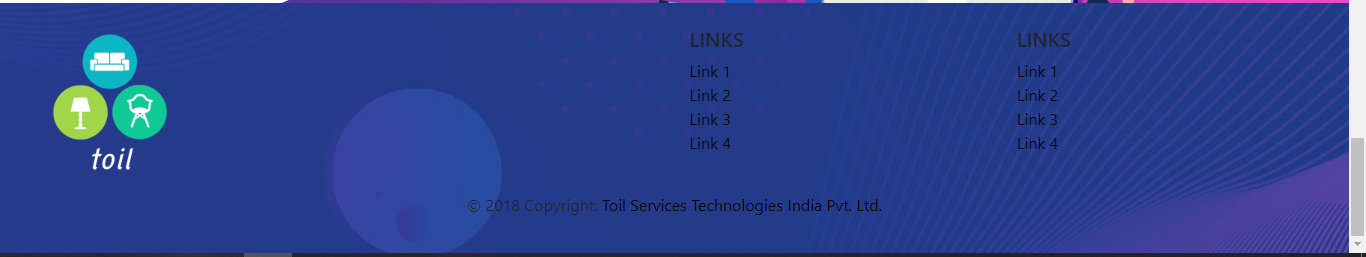 toil
LINKS
Link 1
Link 2
Link 3
Link 4
LINKS
Link 1
Link 2
Link 3
Link 4
© 2018 Copyright: Toil Services Technologies India Pvt. Ltd.